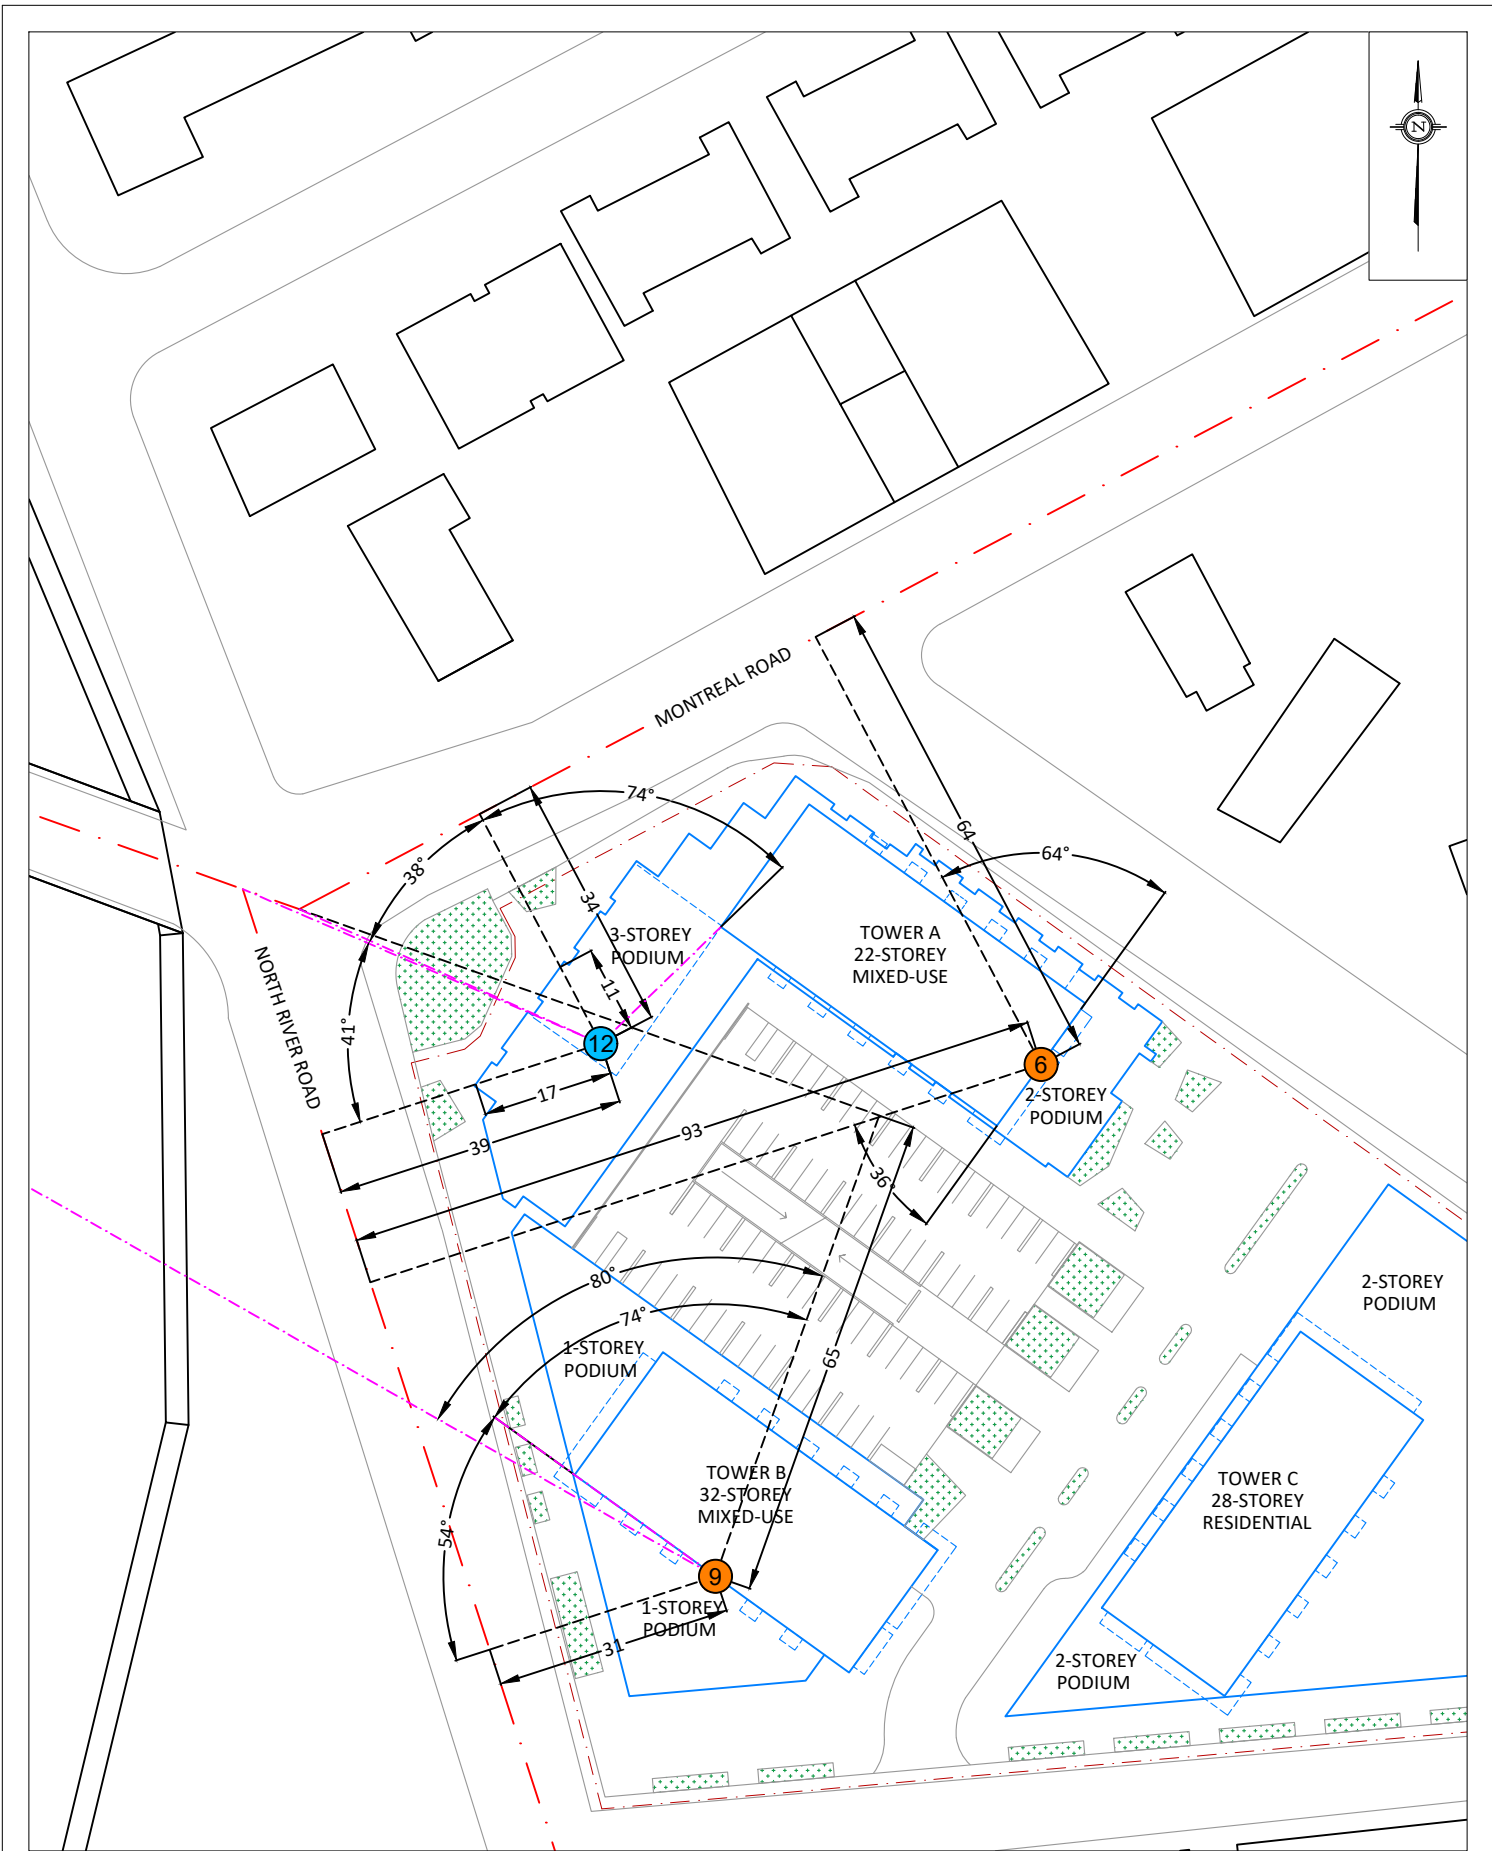 N
MONTREAL ROAD
74°
38°
64
64°
34
3-STOREY
PODIUM
TOWER A
22-STOREY
MIXED-USE
NORTH RIVER ROAD
11
41°
12
6
17
2-STOREY
PODIUM
39
93
36°
80°
74°
2-STOREY
PODIUM
1-STOREY
PODIUM
65
TOWER B
32-STOREY
MIXED-USE
TOWER C
28-STOREY
RESIDENTIAL
54°
9
1-STOREY
PODIUM
31
2-STOREY
PODIUM